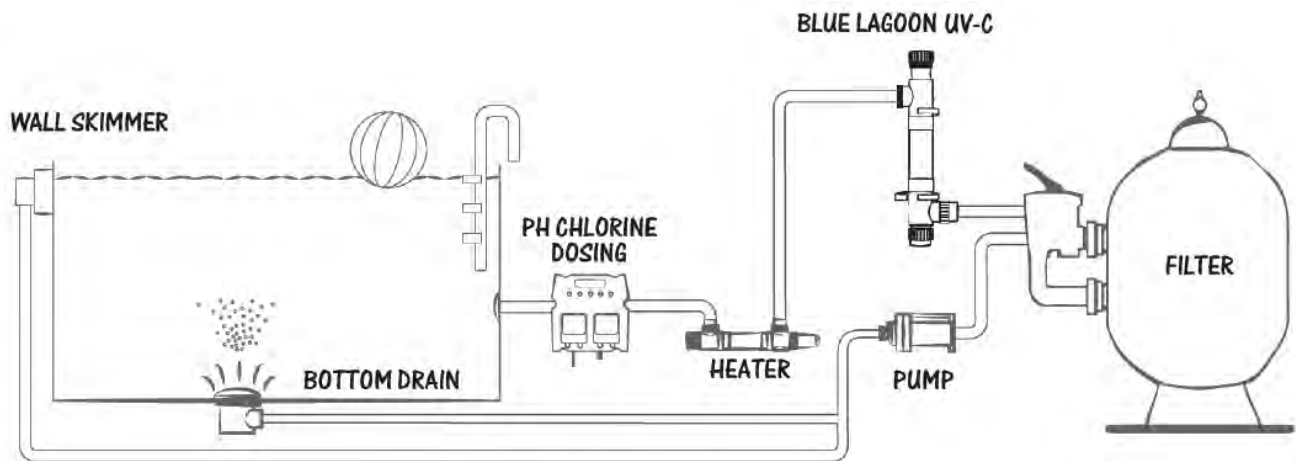 BLUE LAGOON UV-C
WALL SKIMMER
PH CHLORINE
DOSING
FILTER
HEATER
PUMP
BOTTOM DRAIN